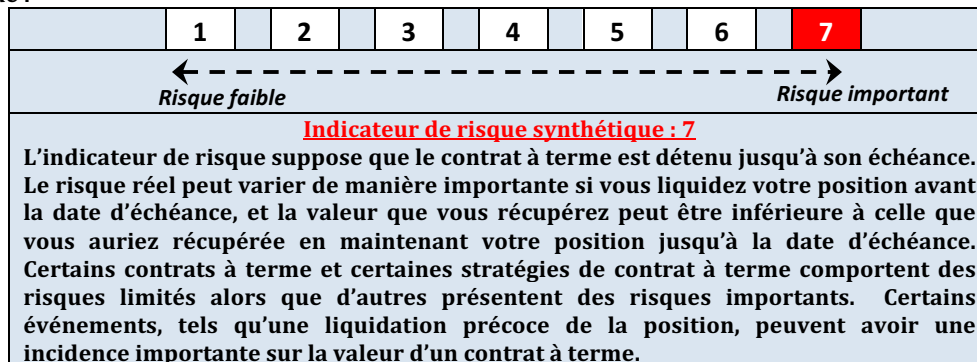 1 2 3 4 5 6 7
Risque faible Risque important
Indicateur de risque synthétique : 7
L’indicateur de risque suppose que le contrat à terme est détenu jusqu’à son échéance.
Le risque réel peut varier de manière importante si vous liquidez votre position avant
la date d’échéance, et la valeur que vous récupérez peut être inférieure à celle que
vous auriez récupérée en maintenant votre position jusqu’à la date d’échéance.
Certains contrats à terme et certaines stratégies de contrat à terme comportent des
risques limités alors que d’autres présentent des risques importants. Certains
événements, tels qu’une liquidation précoce de la position, peuvent avoir une
incidence importante sur la valeur d’un contrat à terme.